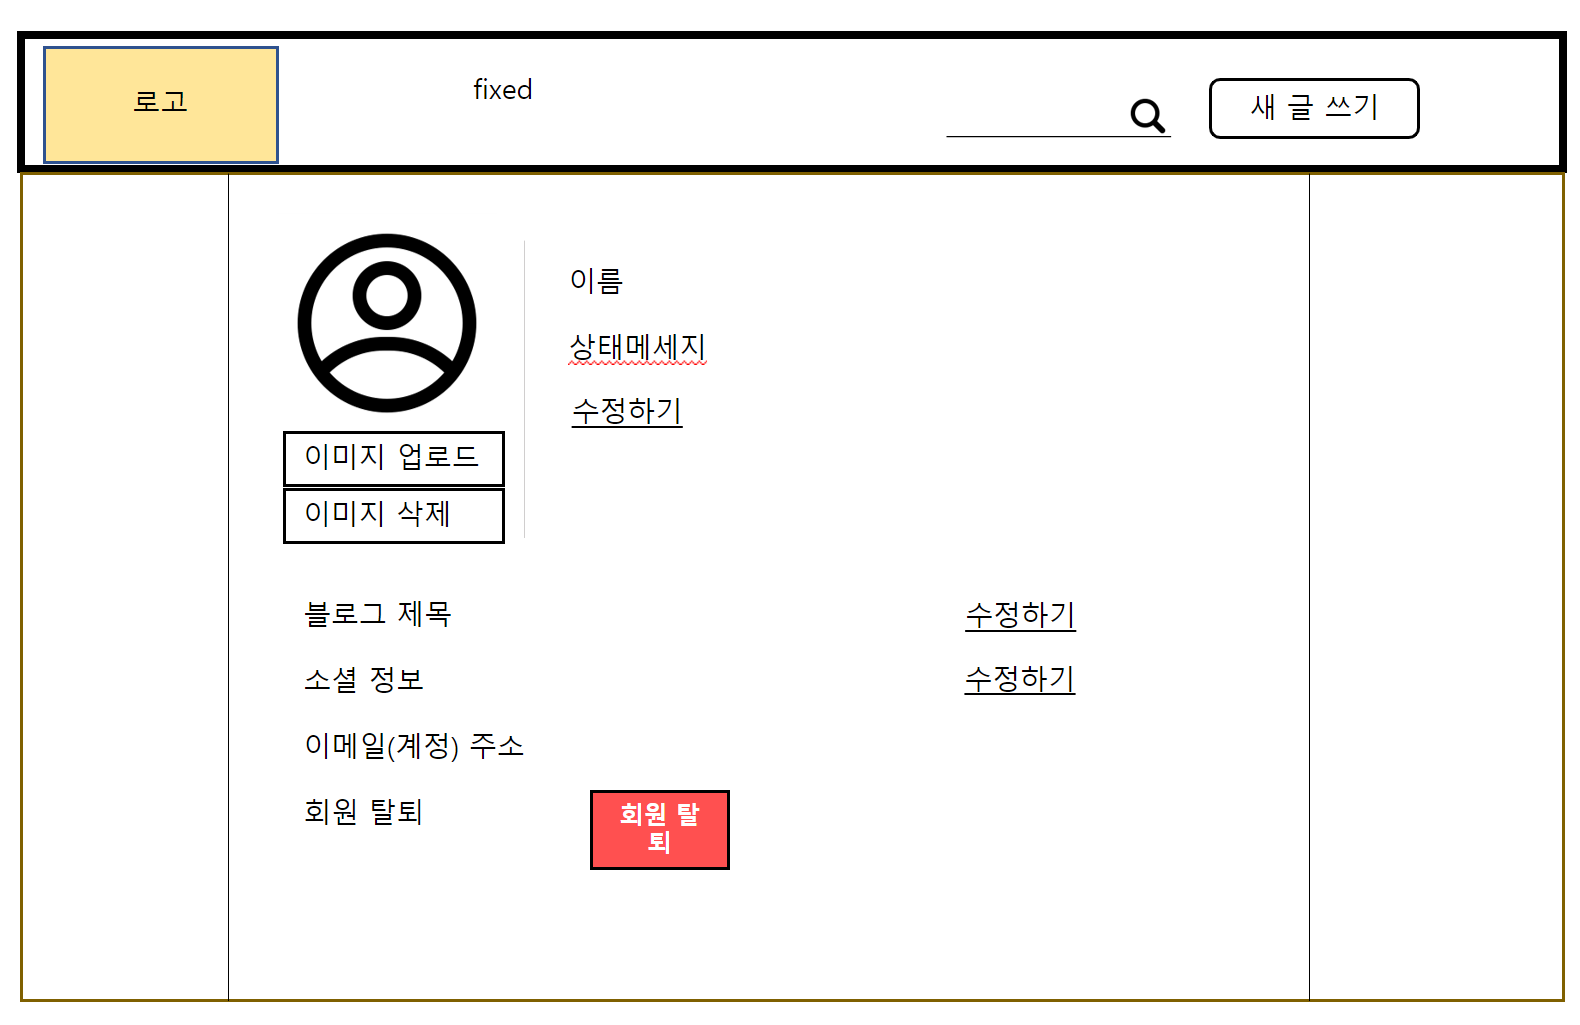 로고
fixed
새 글 쓰기
이름
상태메세지
수정하기
이미지 업로드
이미지 삭제
블로그 제목
수정하기
소셜 정보
수정하기
이메일(계정) 주소
회원 탈퇴
회원 탈
퇴